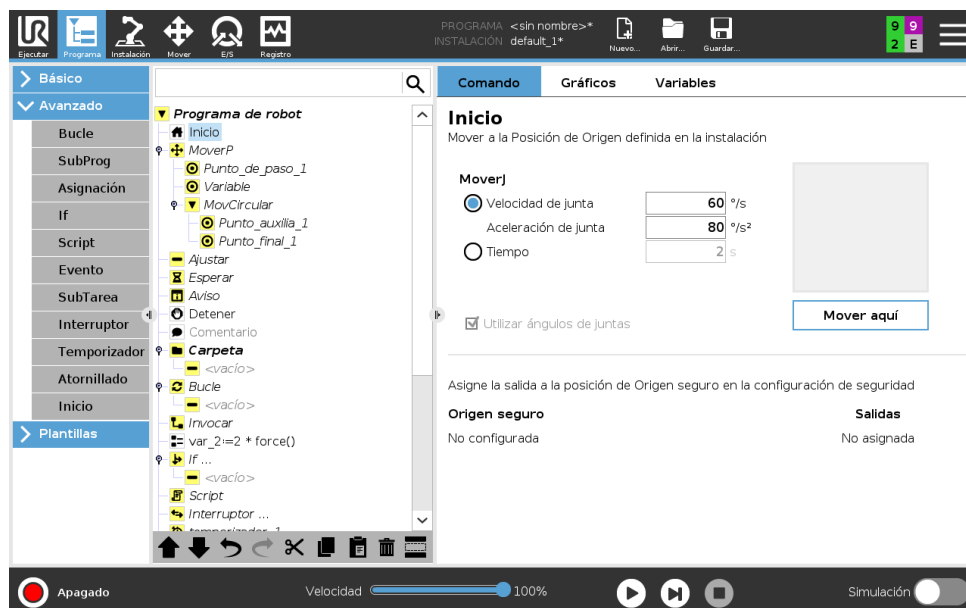 PROGRAMA <sin nombre>*
INSTALACIÓN default_1*
Ejecutar Programa Instalación Mover E/S Registro
Nuevo... Abrir... Guardar...
9 9
2 E
Básico
Avanzado
Bucle
SubProg
Asignación
If
Script
Evento
SubTarea
Interruptor
Temporizador
Atornillado
Inicio
Plantillas
Programa de robot
Inicio
MoverP
Punto_de_paso_1
Variable
MovCircular
Punto_auxilia_1
Punto_final_1
Ajustar
Esperar
Aviso
Detener
Comentario
Carpeta
<vacío>
Bucle
<vacío>
Invocar
var_2≔2 * force()
If ...
<vacío>
Script
Interruptor ...
Comando Gráficos Variables
Inicio
Mover a la Posición de Origen definida en la instalación
MoverJ
Velocidad de junta 60 °/s
Aceleración de junta 80 °/s²
Tiempo 2 s
Utilizar ángulos de juntas
Mover aquí
Asigne la salida a la posición de Origen seguro en la configuración de seguridad
Origen seguro Salidas
No configurada No asignada
Apagado Velocidad 100% Simulación